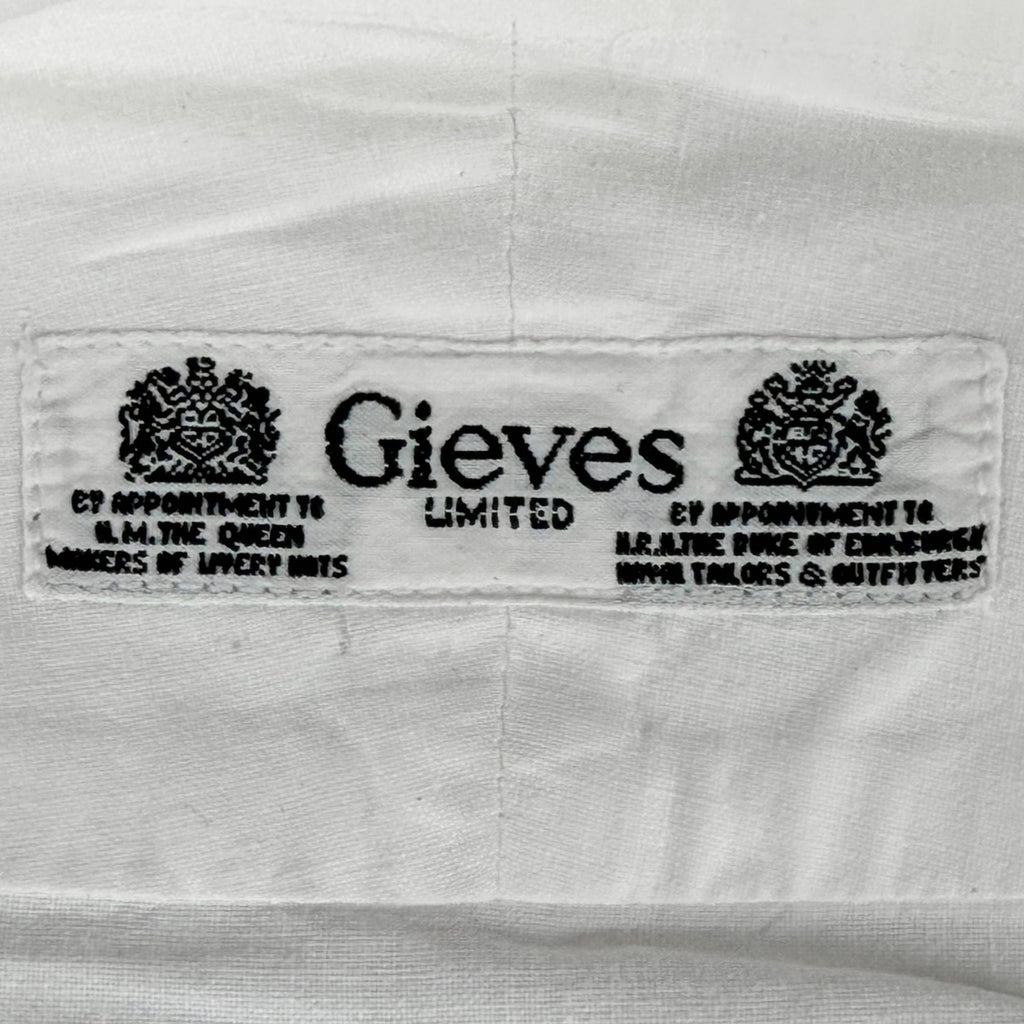 Gieves
LIMITED
BY APPOINTMENT TO
H.M. THE QUEEN
MAKERS OF LIVERY HATS
BY APPOINTMENT TO
H.R.H. THE DUKE OF EDINBURGH
NAVAL TAILORS & OUTFITTERS